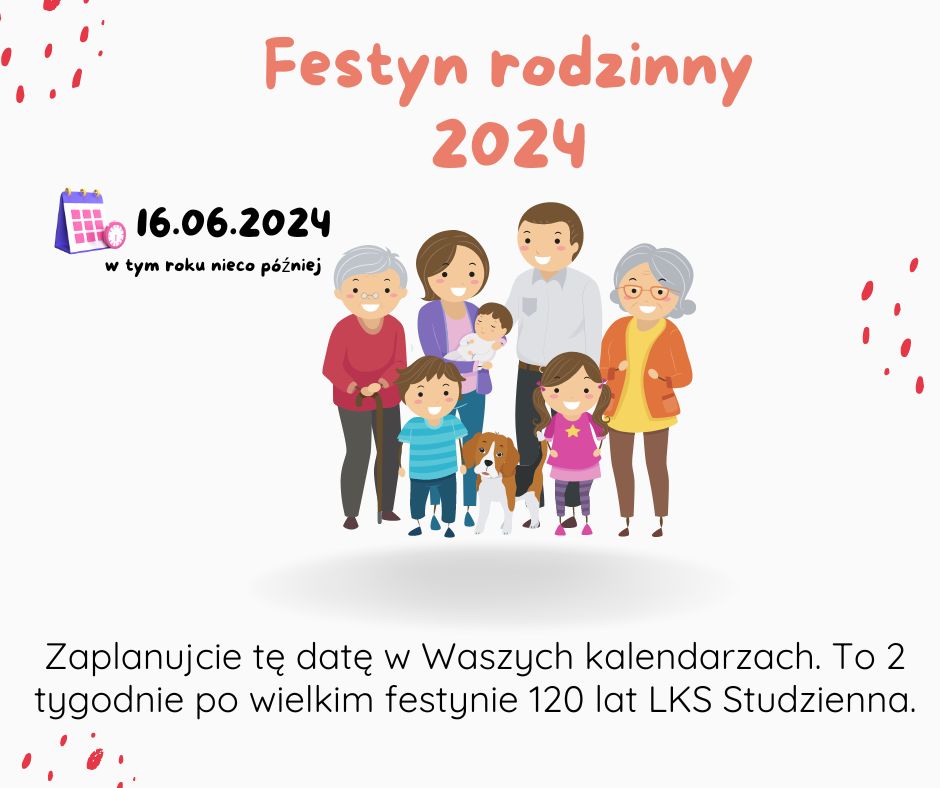 Festyn rodzinny
2024
16.06.2024
w tym roku nieco później
Zaplanujcie tę datę w Waszych kalendarzach. To 2
tygodnie po wielkim festynie 120 lat LKS Studzienna.